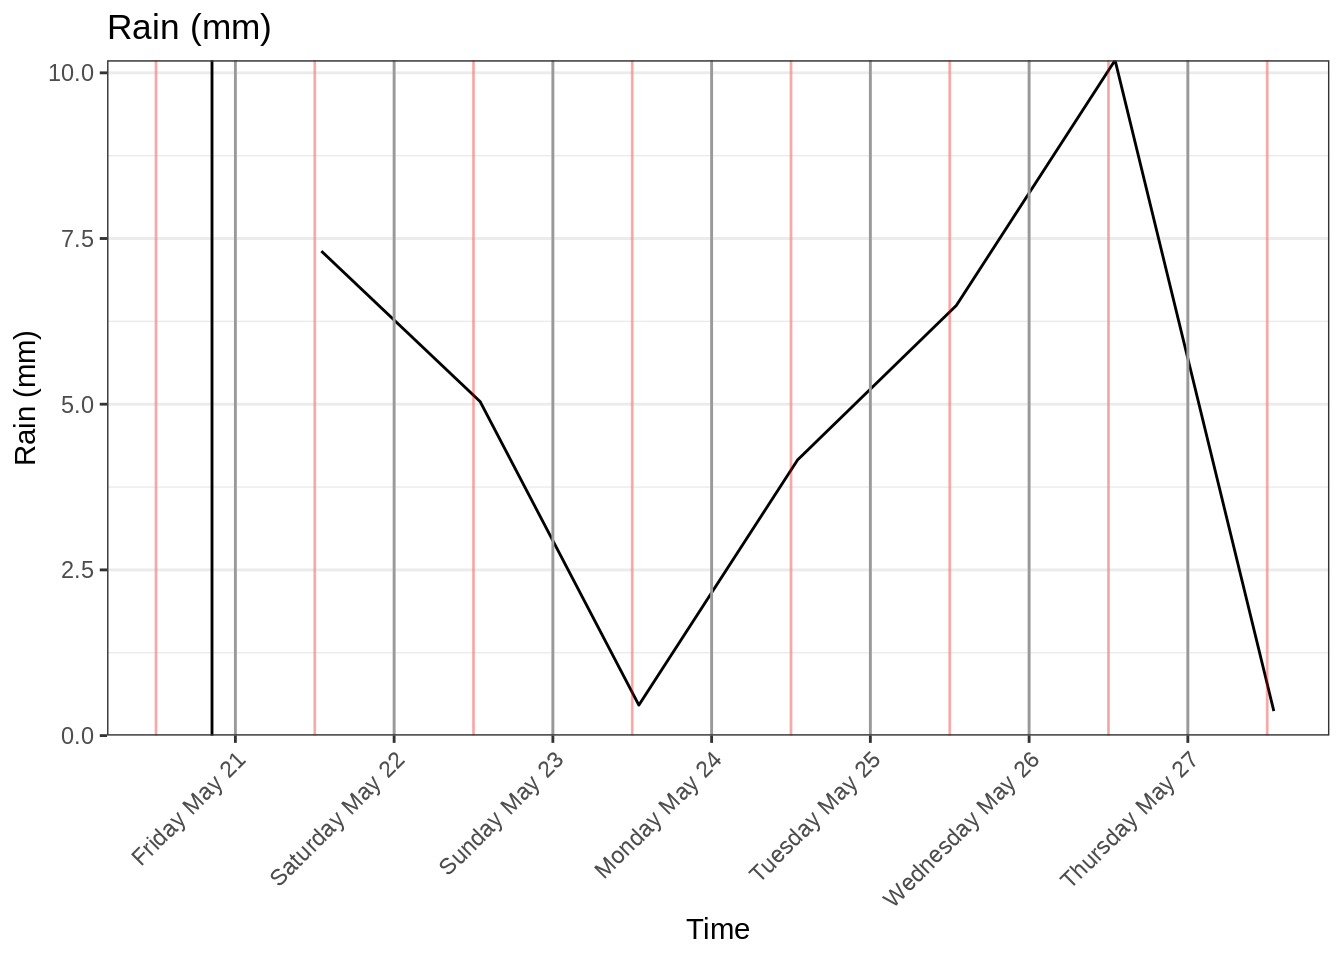 Rain (mm)
10.0
7.5
5.0
2.5
0.0
Rain (mm)
Friday May 21
Saturday May 22
Sunday May 23
Monday May 24
Tuesday May 25
Wednesday May 26
Thursday May 27
Time